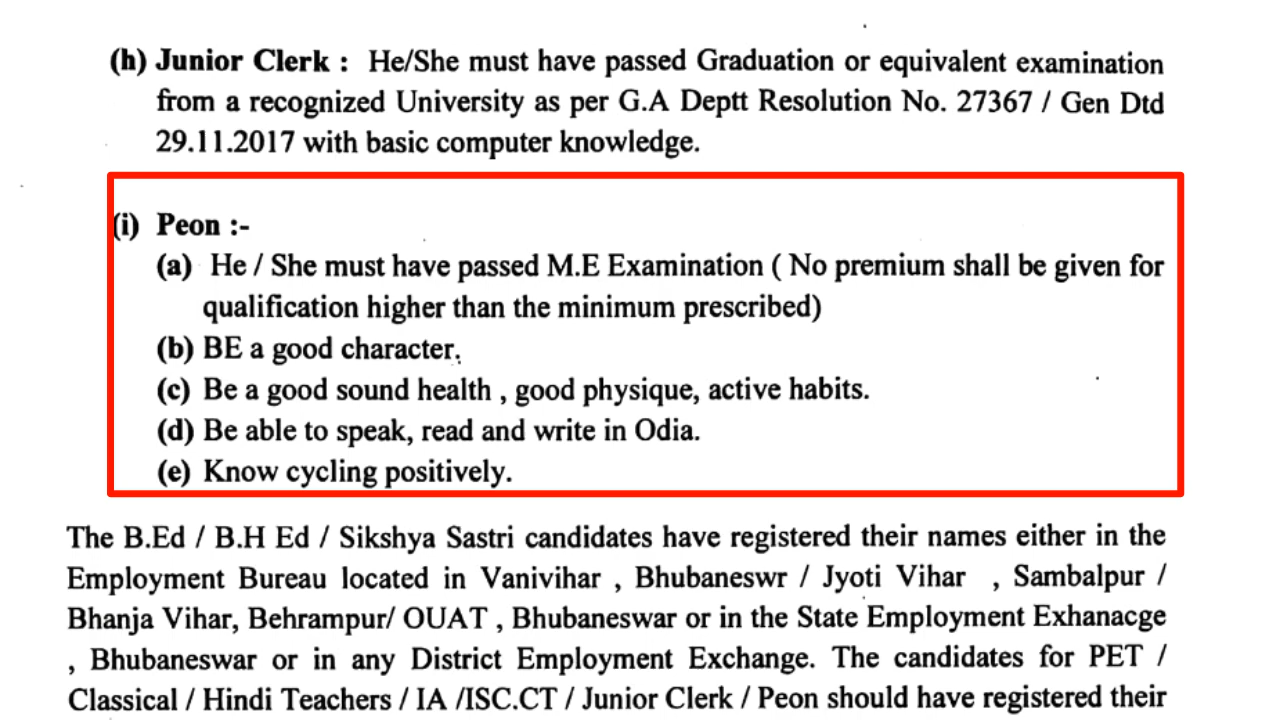 (h) Junior Clerk : He/She must have passed Graduation or equivalent examination
from a recognized University as per G.A Deptt Resolution No. 27367 / Gen Dtd
29.11.2017 with basic computer knowledge.
(i) Peon :-
(a) He / She must have passed M.E Examination ( No premium shall be given for
qualification higher than the minimum prescribed)
(b) BE a good character.
(c) Be a good sound health , good physique, active habits.
(d) Be able to speak, read and write in Odia.
(e) Know cycling positively.
The B.Ed / B.H Ed / Sikshya Sastri candidates have registered their names either in the
Employment Bureau located in Vanivihar , Bhubaneswr / Jyoti Vihar , Sambalpur /
Bhanja Vihar, Behrampur/ OUAT , Bhubaneswar or in the State Employment Exhanacge
, Bhubaneswar or in any District Employment Exchange. The candidates for PET /
Classical / Hindi Teachers / IA /ISC.CT / Junior Clerk / Peon should have registered their